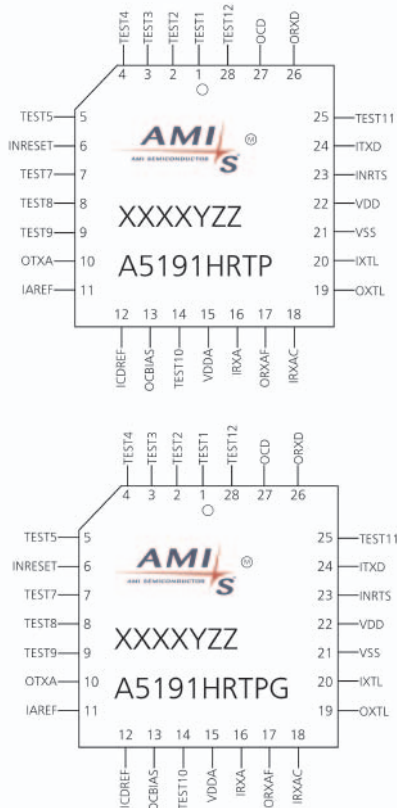 TEST4 TEST3 TEST2 TEST1 TEST12 OCD ORXD
4 3 2 1 28 27 26
TEST5 5 25 TEST11
INRESET 6 24 ITXD
TEST7 7 23 INRTS
TEST8 8 22 VDD
TEST9 9 21 VSS
OTXA 10 20 IXTL
IAREF 11 19 OXTL
AMI S M
AMI SEMICONDUCTOR
XXXXYZZ
A5191HRTP
12 13 14 15 16 17 18
ICDREF OCBIAS TEST10 VDDA IRXA ORXAF IRXAC
TEST4 TEST3 TEST2 TEST1 TEST12 OCD ORXD
4 3 2 1 28 27 26
TEST5 5 25 TEST11
INRESET 6 24 ITXD
TEST7 7 23 INRTS
TEST8 8 22 VDD
TEST9 9 21 VSS
OTXA 10 20 IXTL
IAREF 11 19 OXTL
AMI S M
AMI SEMICONDUCTOR
XXXXYZZ
A5191HRTPG
12 13 14 15 16 17 18
ICDREF OCBIAS TEST10 VDDA IRXA ORXAF IRXAC